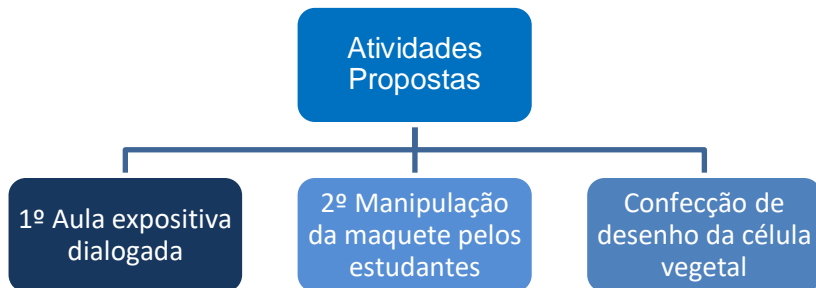 Atividades
Propostas
1º Aula expositiva
dialogada
2º Manipulação
da maquete pelos
estudantes
Confecção de
desenho da célula
vegetal